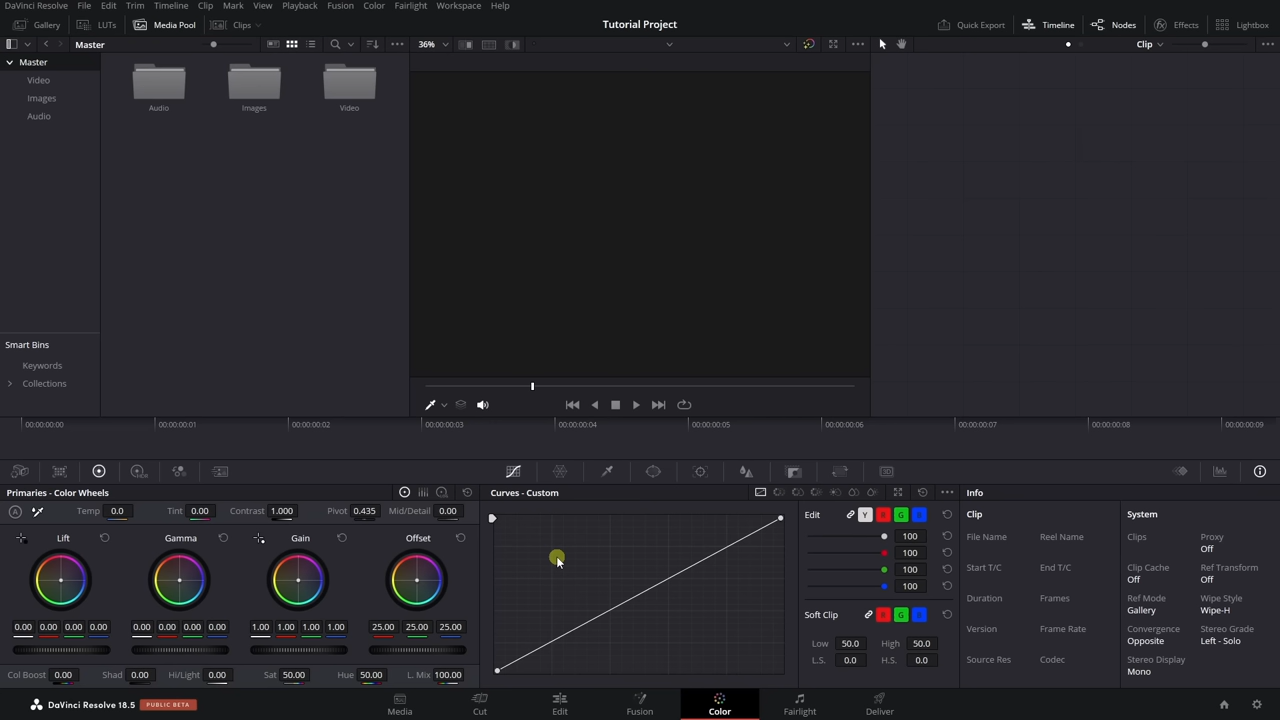 DaVinci Resolve File Edit Trim Timeline Clip Mark View Playback Fusion Color Fairlight Workspace Help
Gallery LUTs Media Pool Clips Tutorial Project Quick Export Timeline Nodes Effects Lightbox
Master 36% Clip
Master
Video
Images
Audio
Audio Images Video
Smart Bins
Keywords
Collections
00:00:00:00 00:00:00:01 00:00:00:02 00:00:00:03 00:00:00:04 00:00:00:05 00:00:00:06 00:00:00:07 00:00:00:08 00:00:00:09
Primaries - Color Wheels
Temp 0.0 Tint 0.00 Contrast 1.000 Pivot 0.435 Mid/Detail 0.00
Lift Gamma Gain Offset
0.00 0.00 0.00 0.00 0.00 0.00 0.00 0.00 1.00 1.00 1.00 1.00 25.00 25.00 25.00
Col Boost 0.00 Shad 0.00 Hi/Light 0.00 Sat 50.00 Hue 50.00 L. Mix 100.00
Curves - Custom
Edit Y R G B
100
100
100
100
Soft Clip R G B
Low 50.0 High 50.0
L.S. 0.0 H.S. 0.0
Info
Clip
File Name Reel Name
Start T/C End T/C
Duration Frames
Version Frame Rate
Source Res Codec
System
Clips Proxy
Off
Clip Cache Ref Transform
Off Off
Ref Mode Wipe Style
Gallery Wipe-H
Convergence Stereo Grade
Opposite Left - Solo
Stereo Display
Mono
DaVinci Resolve 18.5 PUBLIC BETA
Media Cut Edit Fusion Color Fairlight Deliver